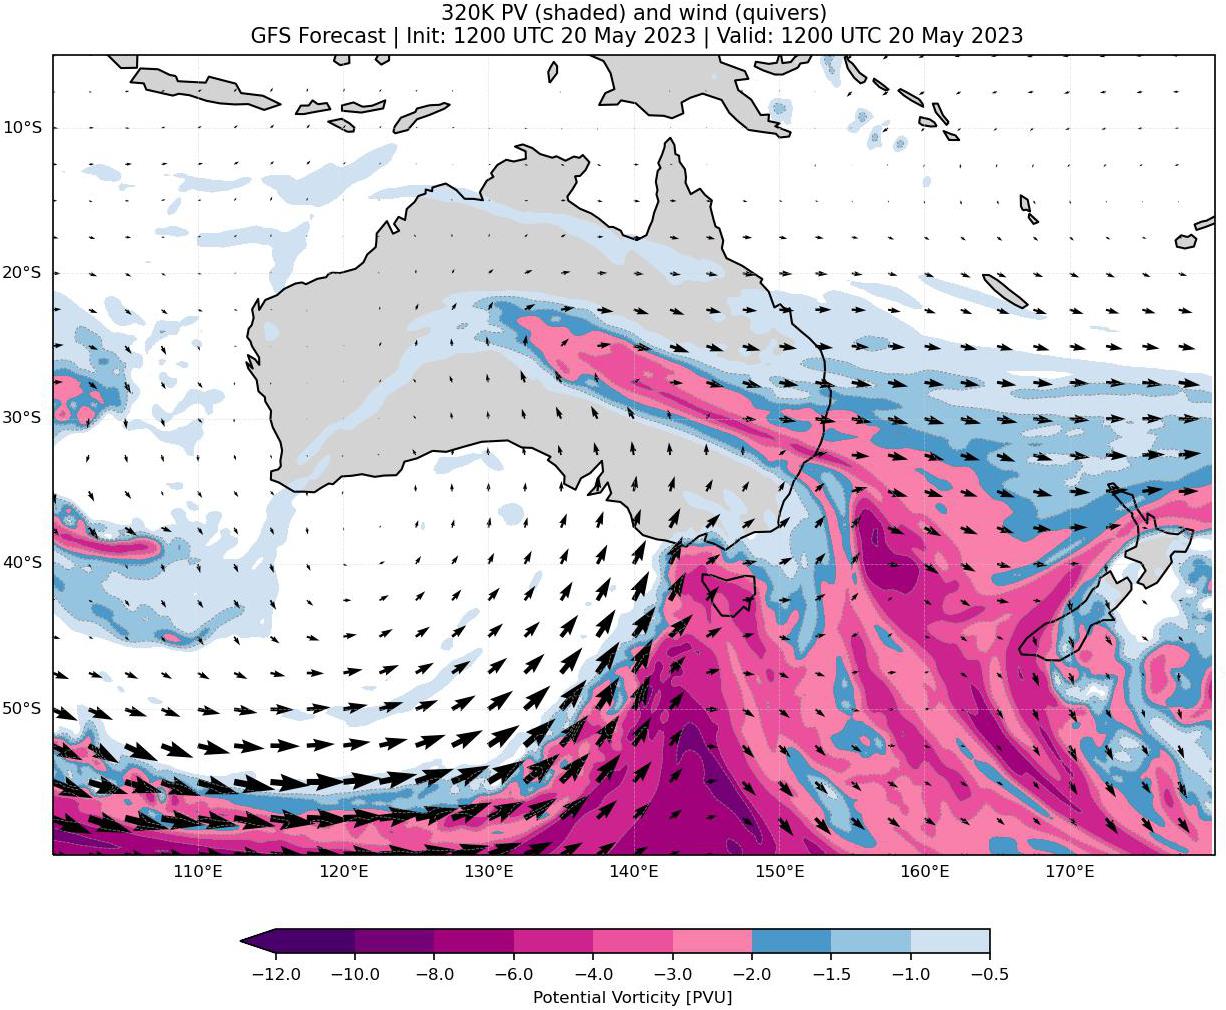 320K PV (shaded) and wind (quivers)
GFS Forecast | Init: 1200 UTC 20 May 2023 | Valid: 1200 UTC 20 May 2023
10°S
20°S
30°S
40°S
50°S
110°E 120°E 130°E 140°E 150°E 160°E 170°E
−12.0 −10.0 −8.0 −6.0 −4.0 −3.0 −2.0 −1.5 −1.0 −0.5
Potential Vorticity [PVU]